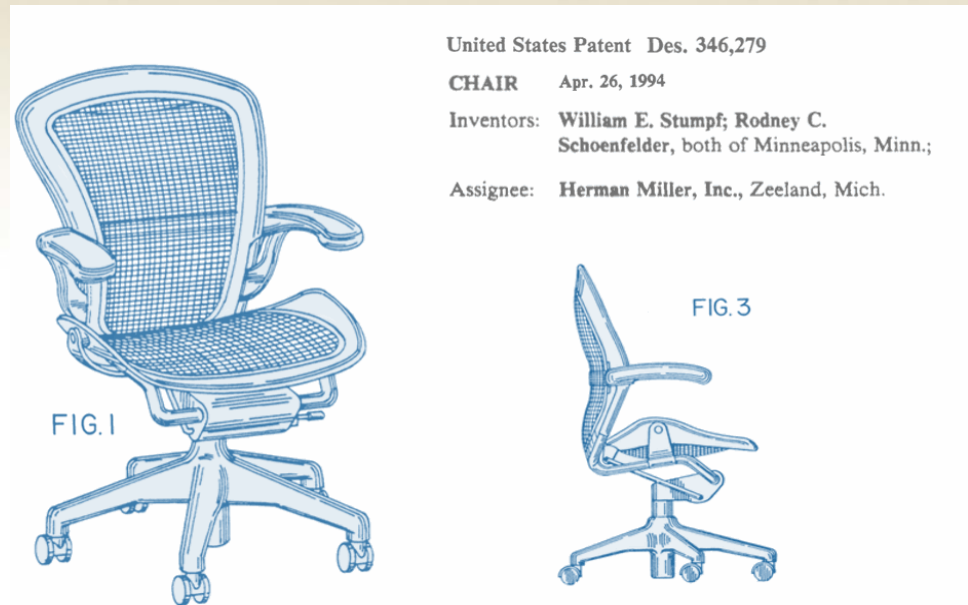 United States Patent Des. 346,279
CHAIR Apr. 26, 1994
Inventors: William E. Stumpf; Rodney C.
Schoenfelder, both of Minneapolis, Minn.;
Assignee: Herman Miller, Inc., Zeeland, Mich.
FIG. 3
FIG. 1